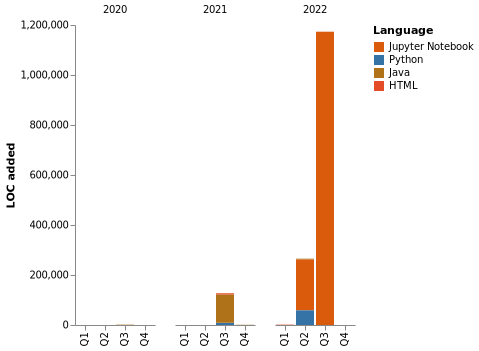 2020 2021 2022
1,200,000
1,000,000
800,000
600,000
400,000
200,000
0
LOC added
Q1 Q2 Q3 Q4 Q1 Q2 Q3 Q4 Q1 Q2 Q3 Q4
Language
Jupyter Notebook
Python
Java
HTML